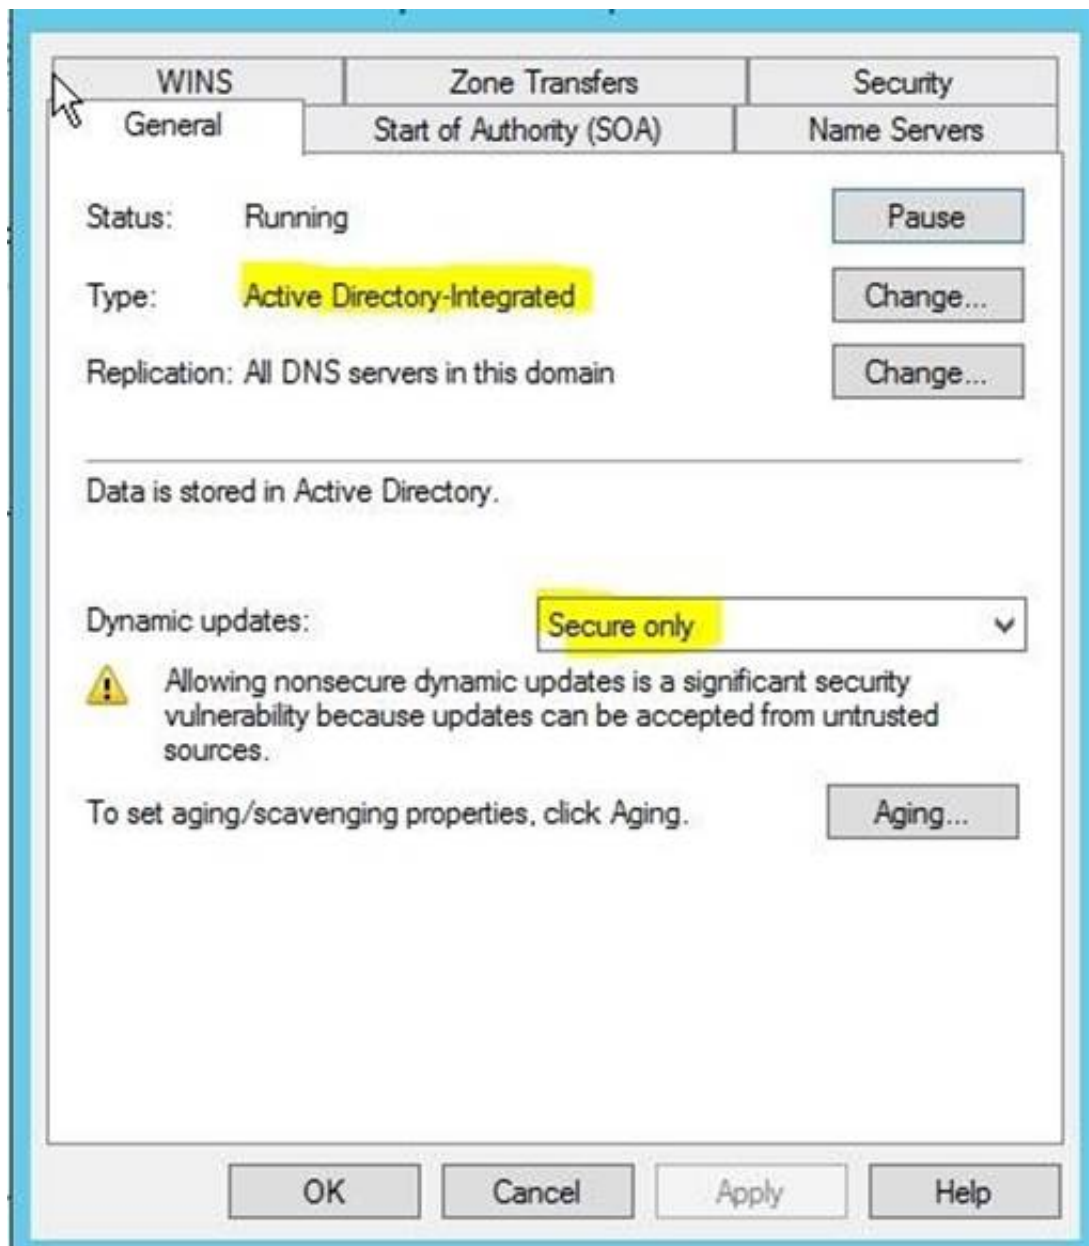 WINS Zone Transfers Security
General Start of Authority (SOA) Name Servers
Status: Running Pause
Type: Active Directory-Integrated Change...
Replication: All DNS servers in this domain Change...
Data is stored in Active Directory.
Dynamic updates: Secure only
Allowing nonsecure dynamic updates is a significant security
vulnerability because updates can be accepted from untrusted
sources.
To set aging/scavenging properties, click Aging. Aging...
OK Cancel Apply Help